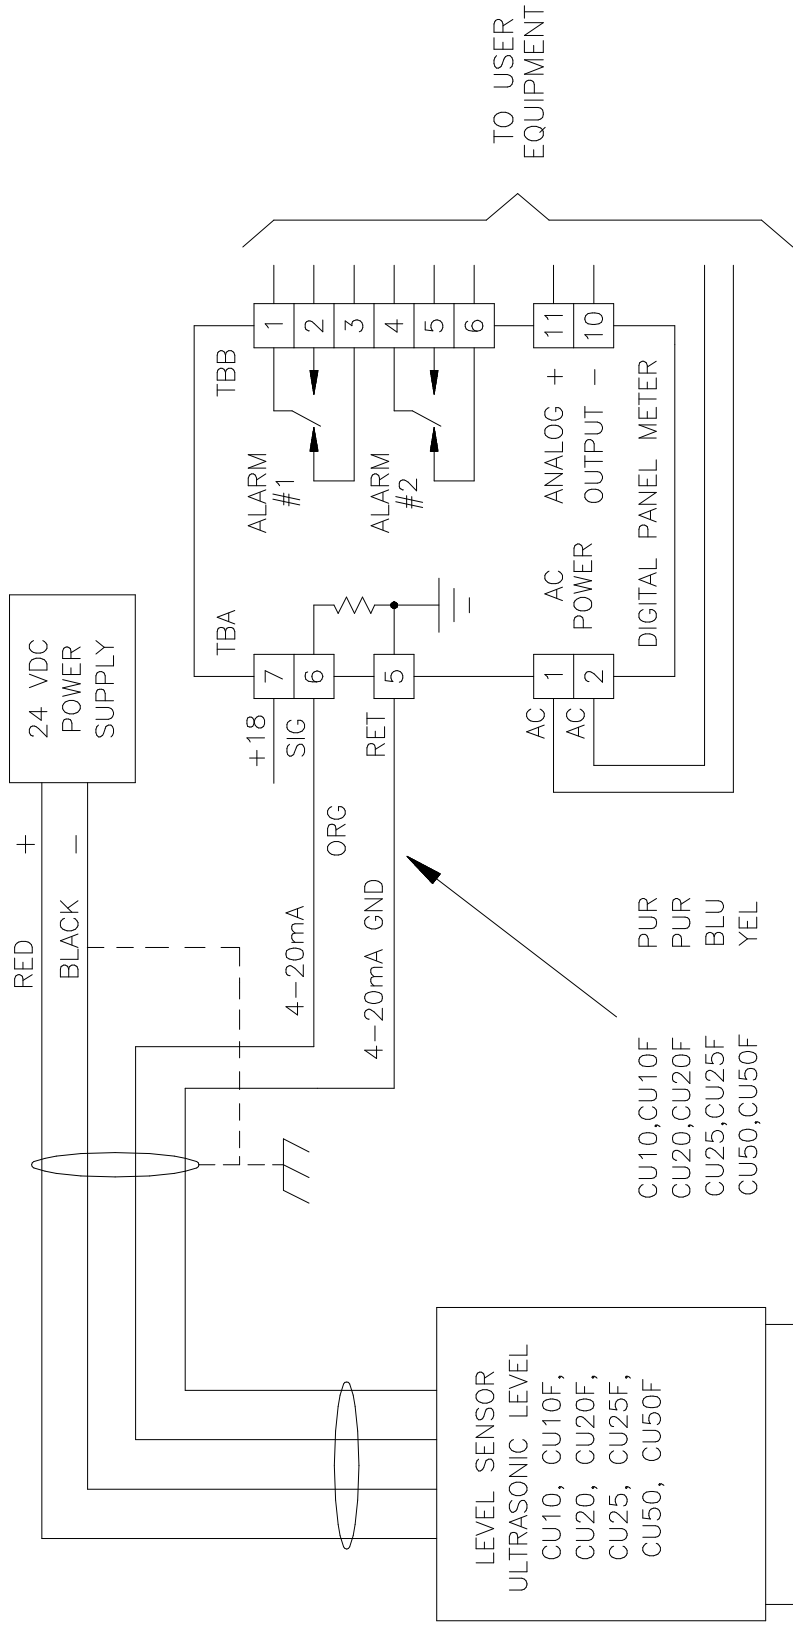 24 VDC
POWER
SUPPLY
RED
+
BLACK
−
4−20mA
ORG
4−20mA GND
+18
SIG
RET
7
6
5
TBA
TBB
ALARM
#1
ALARM
#2
1
2
3
4
5
6
11
10
ANALOG +
OUTPUT −
AC
POWER
AC
AC
1
2
DIGITAL PANEL METER
TO USER
EQUIPMENT
LEVEL SENSOR
ULTRASONIC LEVEL
CU10, CU10F,
CU20, CU20F,
CU25, CU25F,
CU50, CU50F
CU10,CU10F PUR
CU20,CU20F PUR
CU25,CU25F BLU
CU50,CU50F YEL